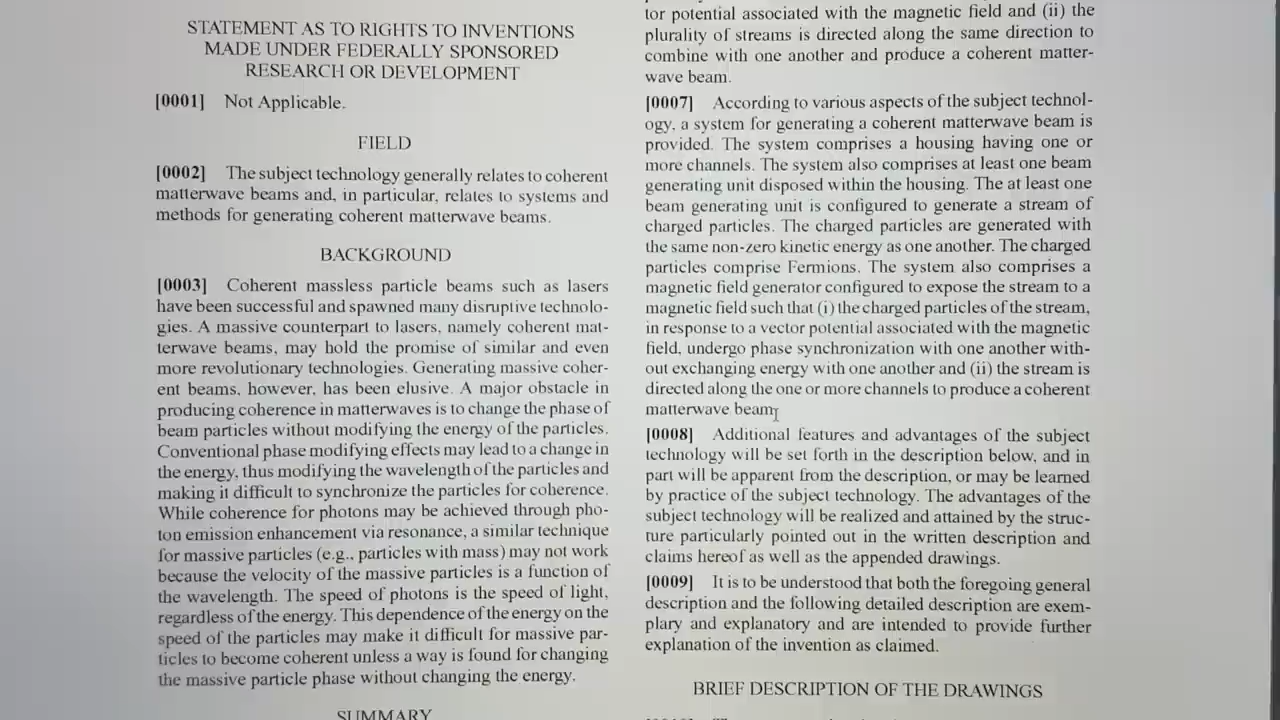 STATEMENT AS TO RIGHTS TO INVENTIONS
MADE UNDER FEDERALLY SPONSORED
RESEARCH OR DEVELOPMENT
[0001] Not Applicable.
FIELD
[0002] The subject technology generally relates to coherent
matterwave beams and, in particular, relates to systems and
methods for generating coherent matterwave beams.
BACKGROUND
[0003] Coherent massless particle beams such as lasers
have been successful and spawned many disruptive technolo-
gies. A massive counterpart to lasers, namely coherent mat-
terwave beams, may hold the promise of similar and even
more revolutionary technologies. Generating massive coher-
ent beams, however, has been elusive. A major obstacle in
producing coherence in matterwaves is to change the phase of
beam particles without modifying the energy of the particles.
Conventional phase modifying effects may lead to a change in
the energy, thus modifying the wavelength of the particles and
making it difficult to synchronize the particles for coherence.
While coherence for photons may be achieved through pho-
ton emission enhancement via resonance, a similar technique
for massive particles (e.g., particles with mass) may not work
because the velocity of the massive particles is a function of
the wavelength. The speed of photons is the speed of light,
regardless of the energy. This dependence of the energy on the
speed of the particles may make it difficult for massive par-
ticles to become coherent unless a way is found for changing
the massive particle phase without changing the energy.
SUMMARY
tor potential associated with the magnetic field and (ii) the
plurality of streams is directed along the same direction to
combine with one another and produce a coherent matter-
wave beam.
[0007] According to various aspects of the subject technol-
ogy, a system for generating a coherent matterwave beam is
provided. The system comprises a housing having one or
more channels. The system also comprises at least one beam
generating unit disposed within the housing. The at least one
beam generating unit is configured to generate a stream of
charged particles. The charged particles are generated with
the same non-zero kinetic energy as one another. The charged
particles comprise Fermions. The system also comprises a
magnetic field generator configured to expose the stream to a
magnetic field such that (i) the charged particles of the stream,
in response to a vector potential associated with the magnetic
field, undergo phase synchronization with one another with-
out exchanging energy with one another and (ii) the stream is
directed along the one or more channels to produce a coherent
matterwave beam.
[0008] Additional features and advantages of the subject
technology will be set forth in the description below, and in
part will be apparent from the description, or may be learned
by practice of the subject technology. The advantages of the
subject technology will be realized and attained by the struc-
ture particularly pointed out in the written description and
claims hereof as well as the appended drawings.
[0009] It is to be understood that both the foregoing general
description and the following detailed description are exem-
plary and explanatory and are intended to provide further
explanation of the invention as claimed.
BRIEF DESCRIPTION OF THE DRAWINGS